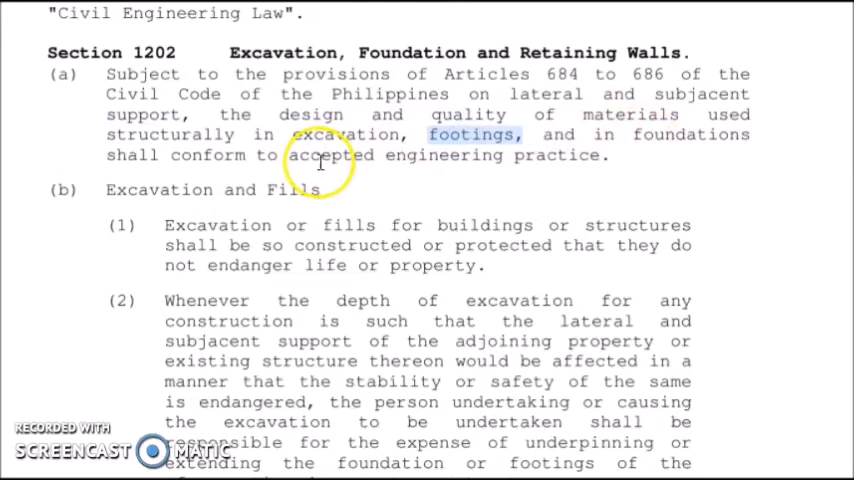 "Civil Engineering Law".
Section 1202 Excavation, Foundation and Retaining Walls.
(a) Subject to the provisions of Articles 684 to 686 of the
Civil Code of the Philippines on lateral and subjacent
support, the design and quality of materials used
structurally in excavation, footings, and in foundations
shall conform to accepted engineering practice.
(b) Excavation and Fills
(1) Excavation or fills for buildings or structures
shall be so constructed or protected that they do
not endanger life or property.
(2) Whenever the depth of excavation for any
construction is such that the lateral and
subjacent support of the adjoining property or
existing structure thereon would be affected in a
manner that the stability or safety of the same
is endangered, the person undertaking or causing
the excavation to be undertaken shall be
responsible for the expense of underpinning or
extending the foundation or footings of the
RECORDED WITH
SCREENCAST MATIC